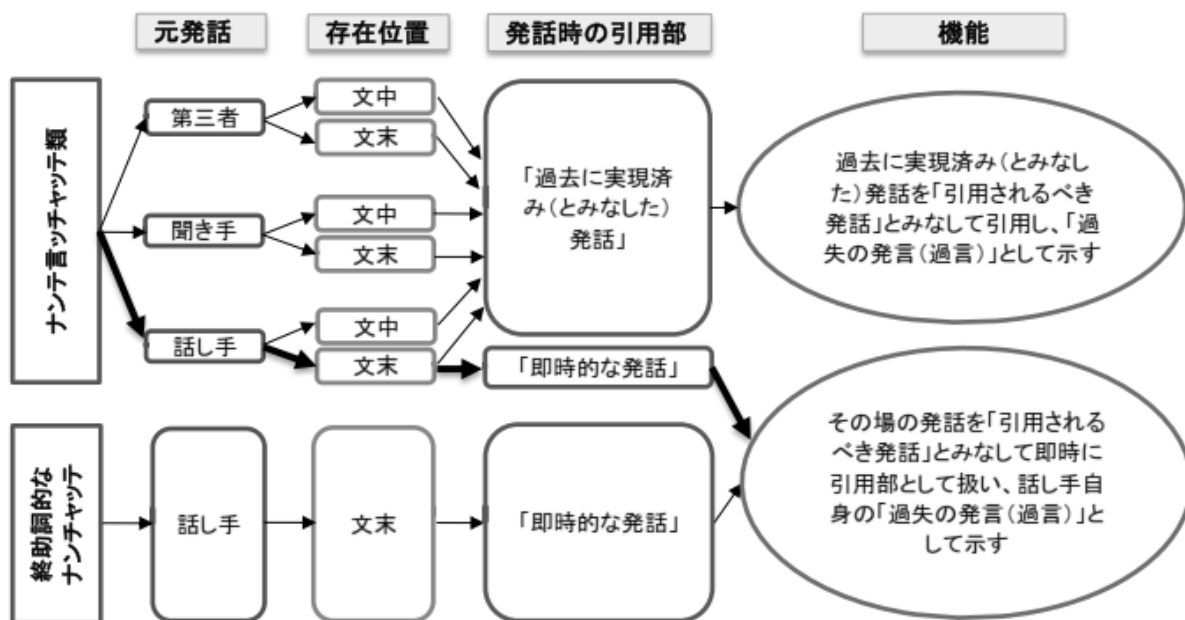 元発話
存在位置
発話時の引用部
機能
ナンテ言ッチャッテ類
第三者
文中
文末
聞き手
文中
文末
話し手
文中
文末
「過去に実現済
み(とみなした)
発話」
「即時的な発話」
過去に実現済み(とみなし
た)発話を「引用されるべき
発話」とみなして引用し、「過
失の発言(過言)」として示す
終助詞的な
ナンチャッテ
話し手
文末
「即時的な発話」
その場の発話を「引用される
べき発話」とみなして即時に
引用部として扱い、話し手自
身の「過失の発言(過言)」と
して示す